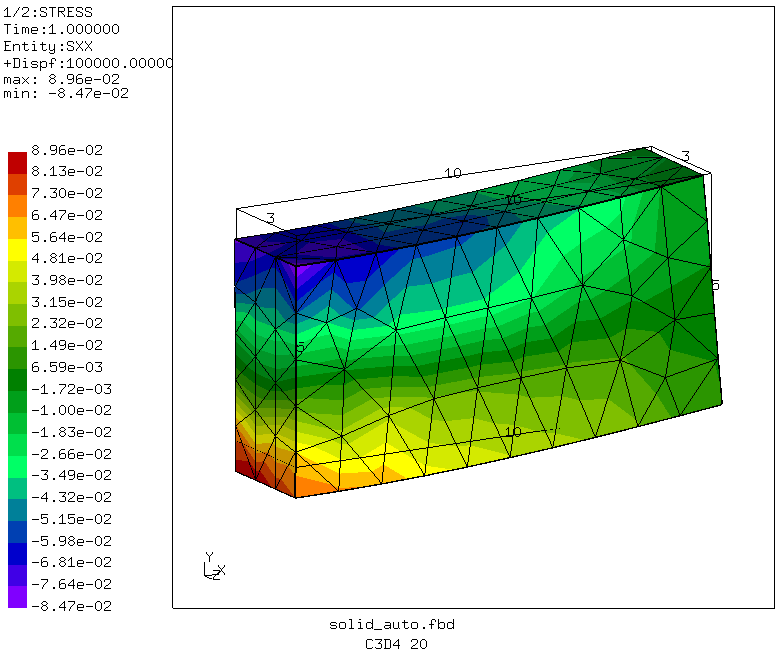 1/2:STRESS
Time:1.000000
Entity:SXX
+Dispf:100000.00000
max: 8.96e-02
min: -8.47e-02
8.96e-02
8.13e-02
7.30e-02
6.47e-02
5.64e-02
4.81e-02
3.98e-02
3.15e-02
2.32e-02
1.49e-02
6.59e-03
-1.72e-03
-1.00e-02
-1.83e-02
-2.66e-02
-3.49e-02
-4.32e-02
-5.15e-02
-5.98e-02
-6.81e-02
-7.64e-02
-8.47e-02
3
10
3
10
5
5
10
Y
X
Z
solid_auto.fbd
C3D4 20